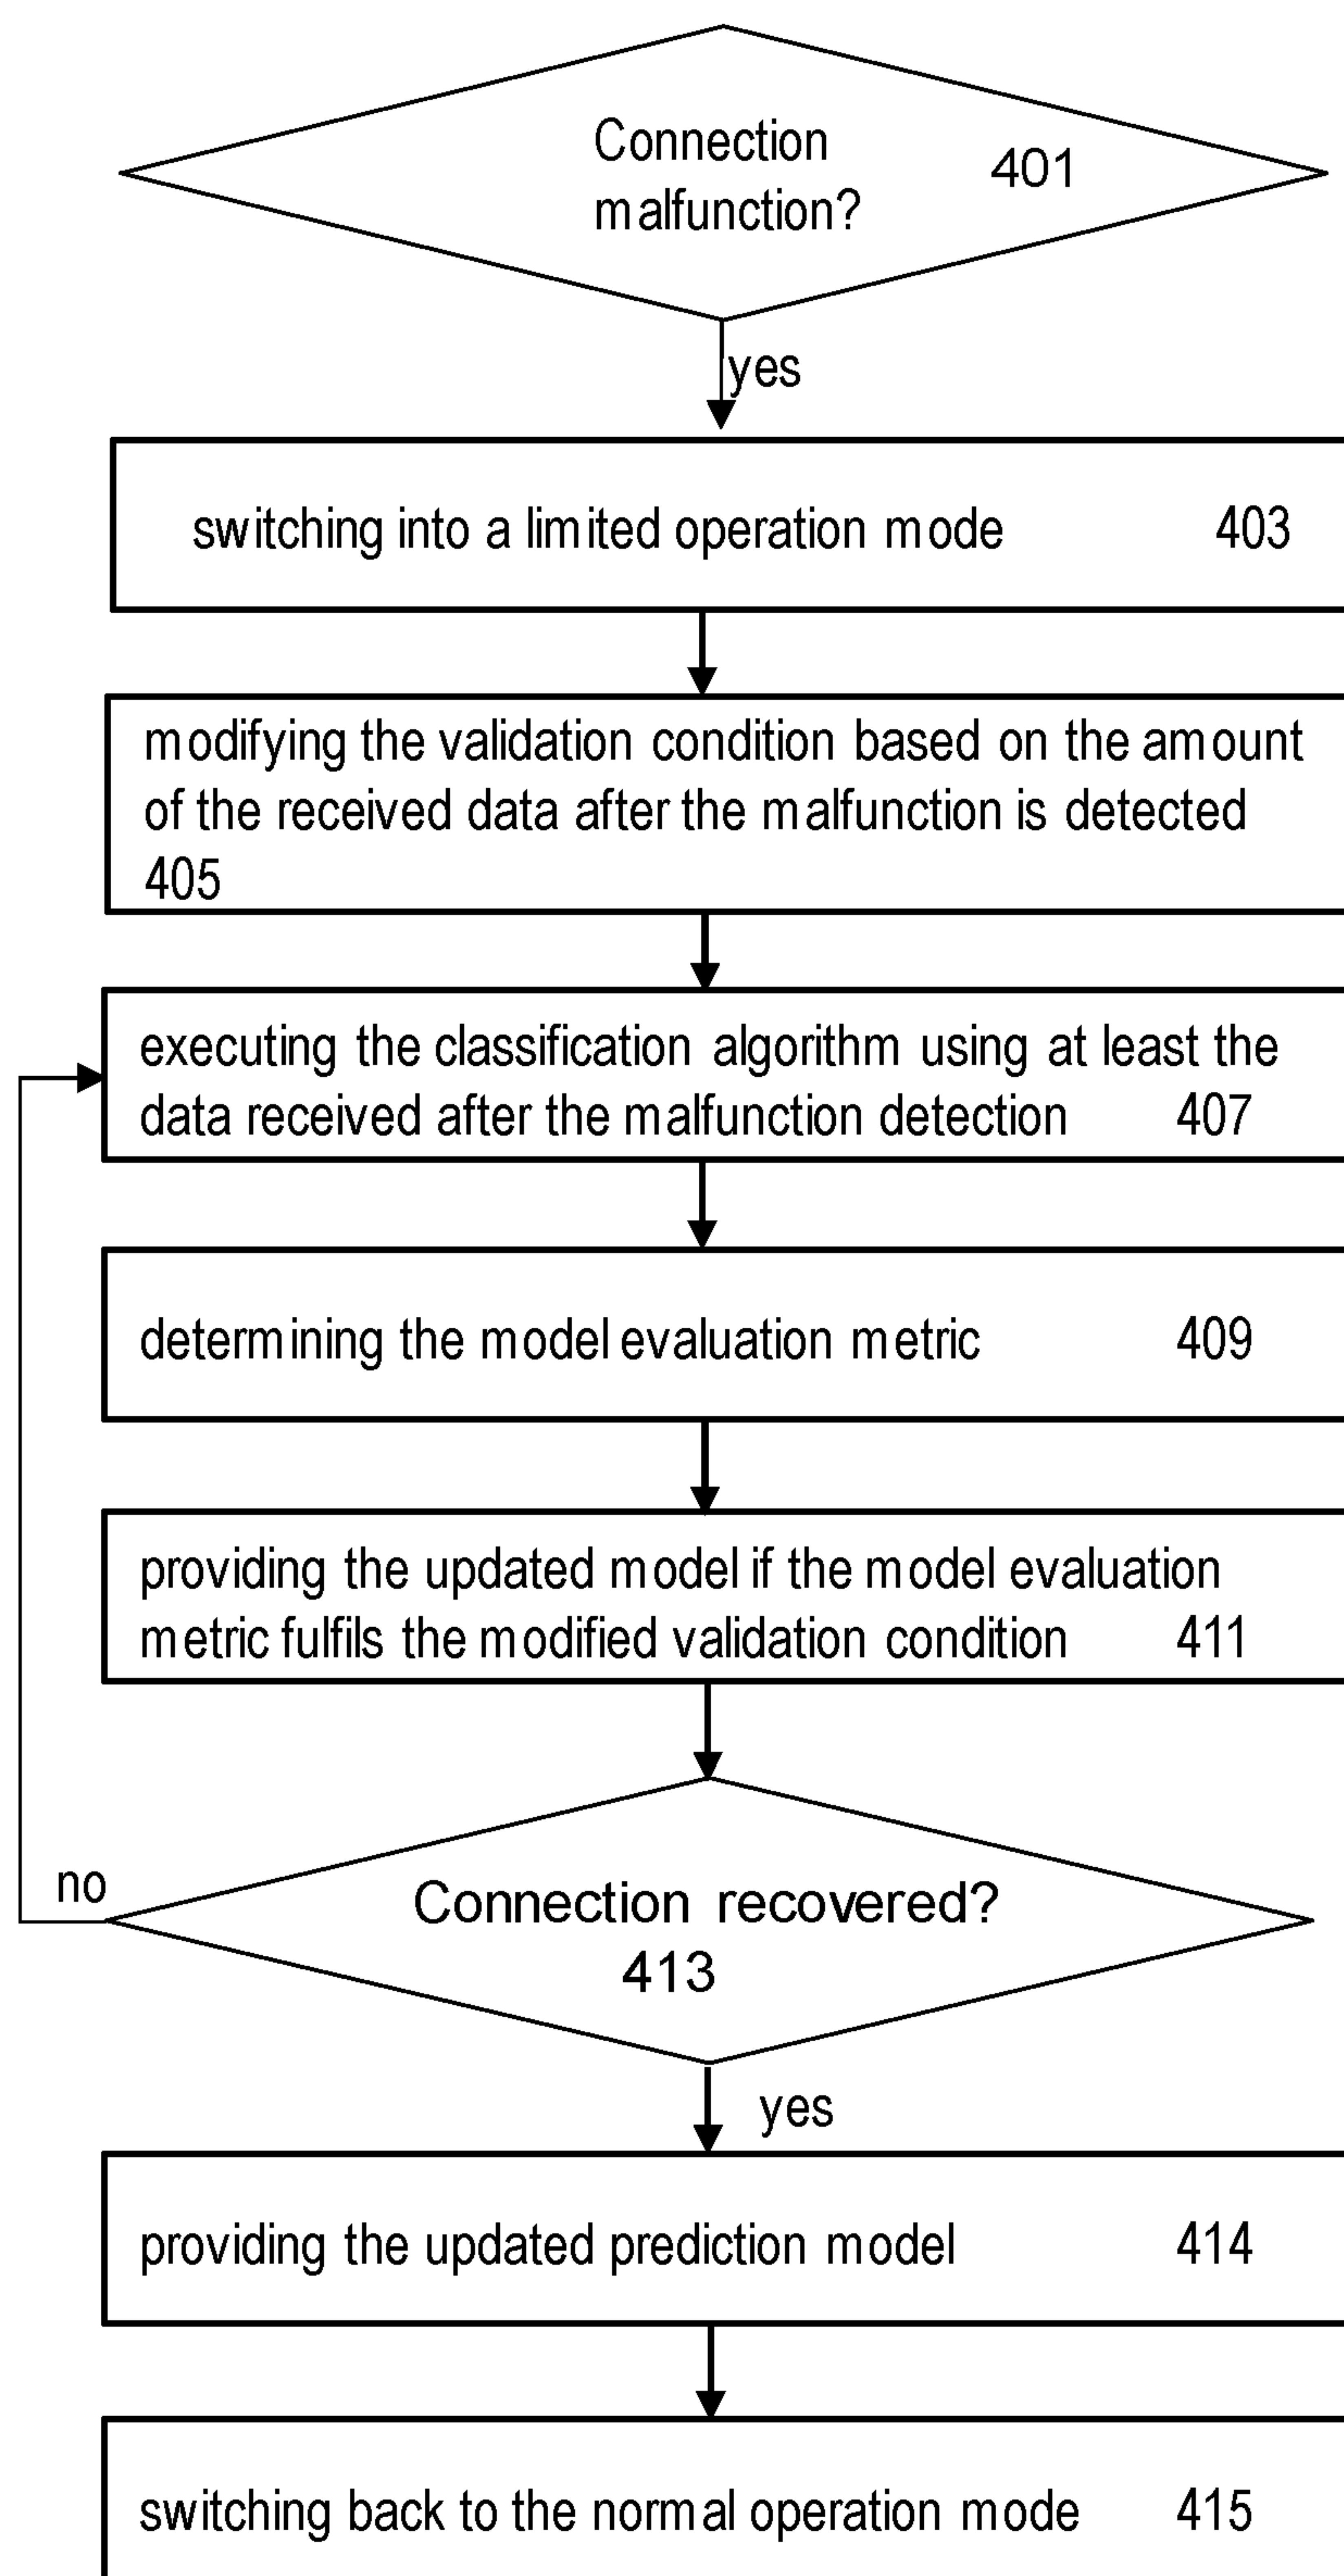 Connection 401
malfunction?
yes
switching into a limited operation mode 403
modifying the validation condition based on the amount
of the received data after the malfunction is detected
405
executing the classification algorithm using at least the
data received after the malfunction detection 407
determining the model evaluation metric 409
providing the updated model if the model evaluation
metric fulfils the modified validation condition 411
no
Connection recovered?
413
yes
providing the updated prediction model 414
switching back to the normal operation mode 415